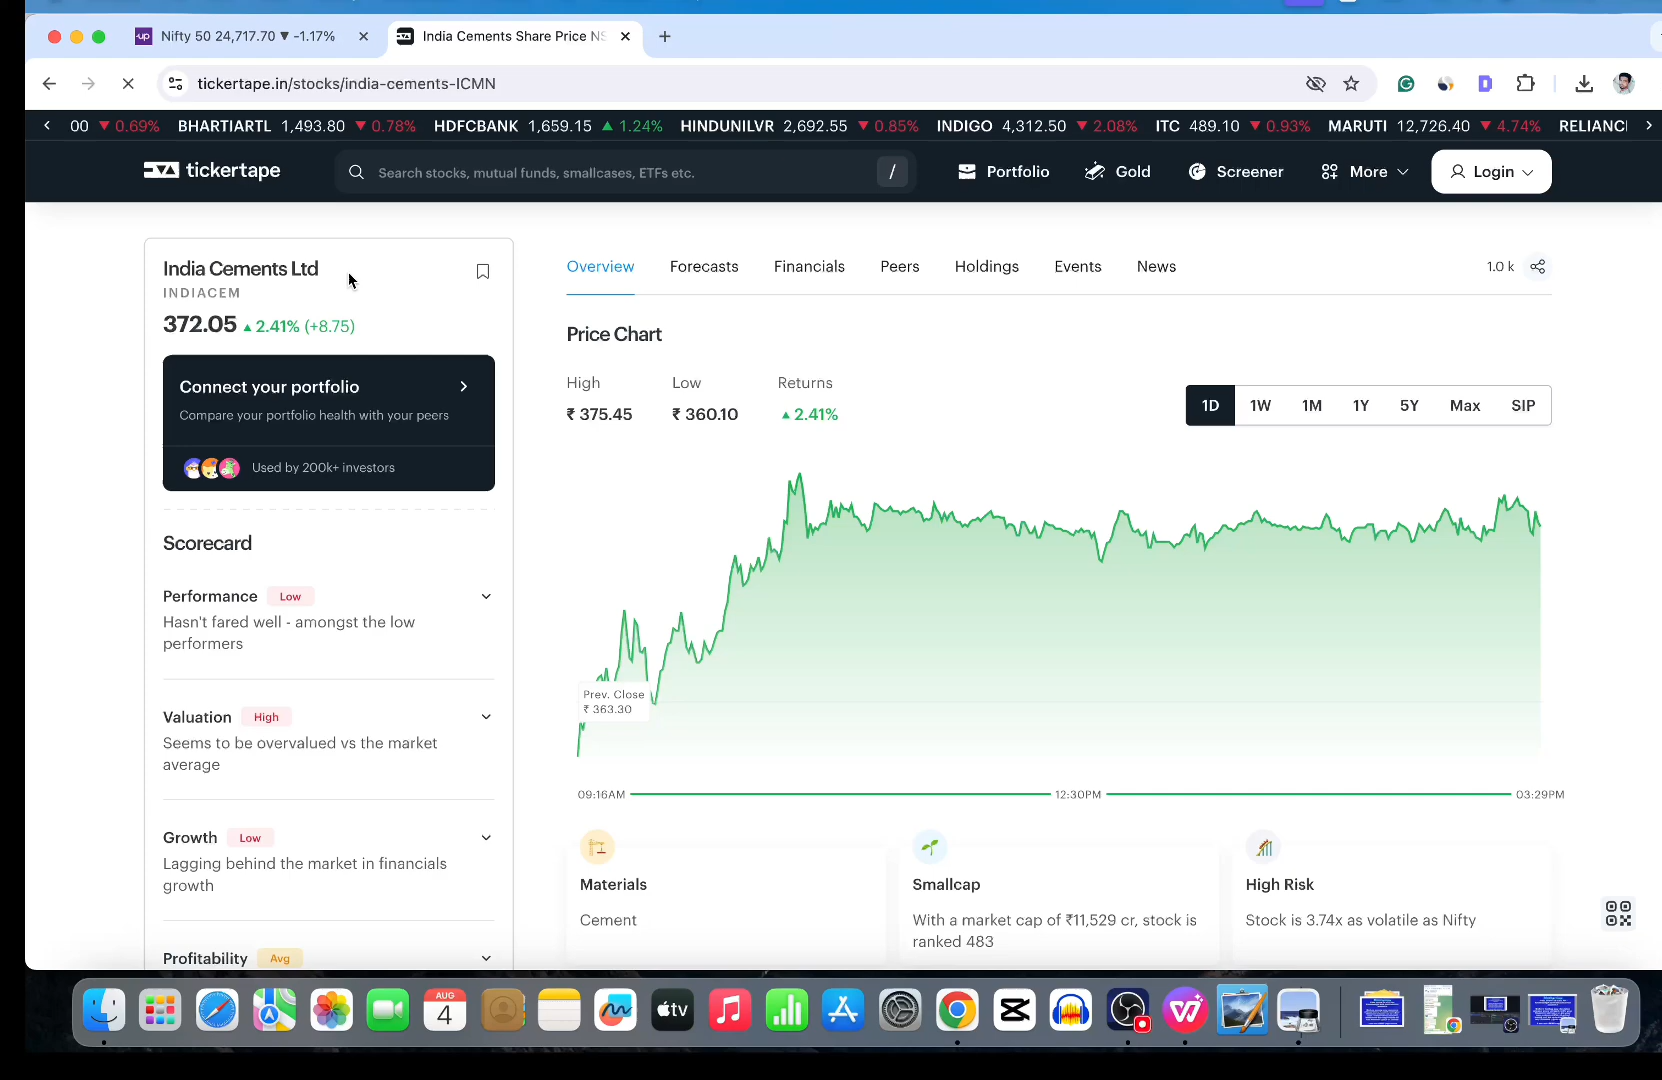 Nifty 50 24,717.70 ▼ -1.17%
India Cements Share Price NS
tickertape.in/stocks/india-cements-ICMN
00 ▼ 0.69% BHARTIARTL 1,493.80 ▼ 0.78% HDFCBANK 1,659.15 ▲ 1.24% HINDUNILVR 2,692.55 ▼ 0.85% INDIGO 4,312.50 ▼ 2.08% ITC 489.10 ▼ 0.93% MARUTI 12,726.40 ▼ 4.74% RELIANC
tickertape
Search stocks, mutual funds, smallcases, ETFs etc.
/
Portfolio
Gold
Screener
More
Login
India Cements Ltd
INDIACEM
372.05 ▲ 2.41% (+8.75)
Connect your portfolio
Compare your portfolio health with your peers
Used by 200k+ investors
Scorecard
Performance Low
Hasn't fared well - amongst the low
performers
Valuation High
Seems to be overvalued vs the market
average
Growth Low
Lagging behind the market in financials
growth
Profitability Avg
Overview Forecasts Financials Peers Holdings Events News
1.0 k
Price Chart
High Low Returns
₹ 375.45 ₹ 360.10 ▲ 2.41%
1D 1W 1M 1Y 5Y Max SIP
Prev. Close
₹ 363.30
09:16AM 12:30PM 03:29PM
Materials
Cement
Smallcap
With a market cap of ₹11,529 cr, stock is
ranked 483
High Risk
Stock is 3.74x as volatile as Nifty
AUG
4
tv